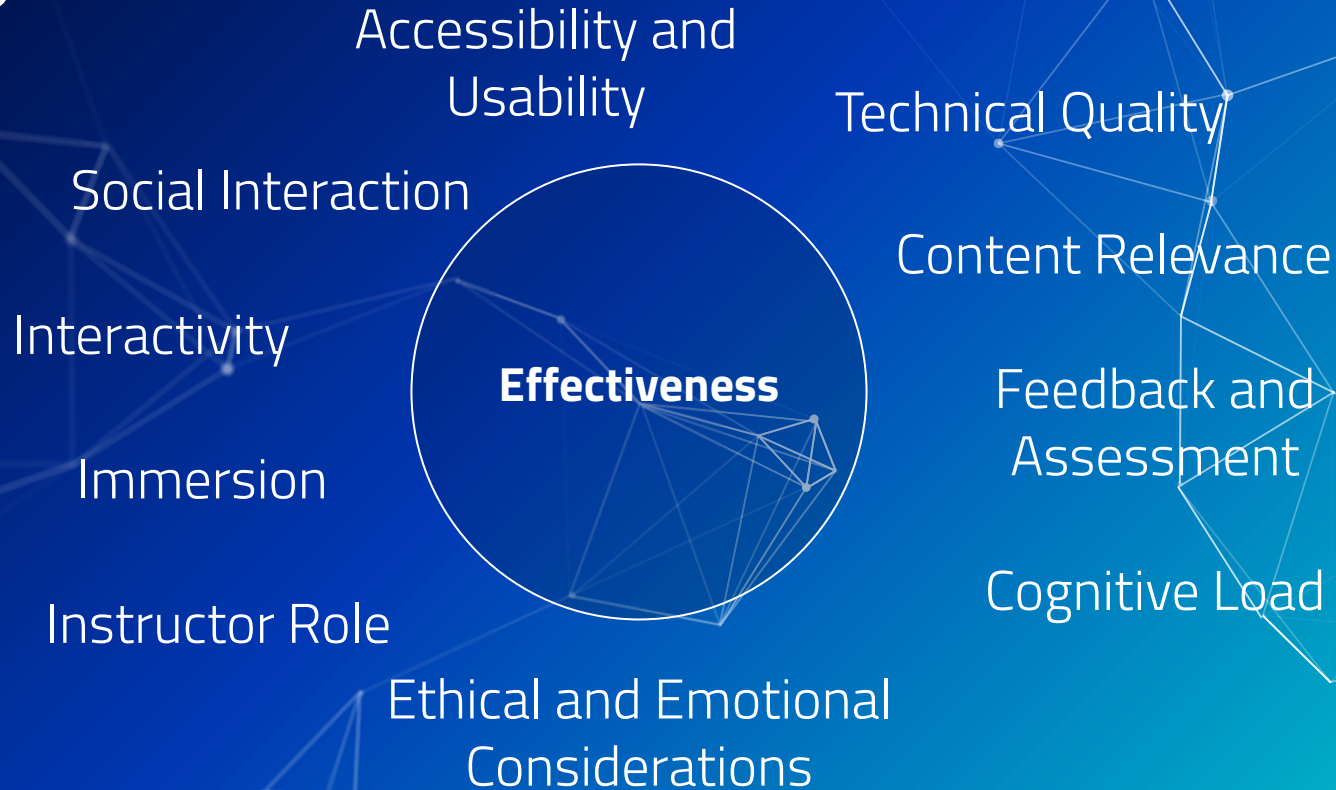 Accessibility and
Usability
Technical Quality
Social Interaction
Content Relevance
Interactivity
Effectiveness
Feedback and
Assessment
Immersion
Cognitive Load
Instructor Role
Ethical and Emotional
Considerations